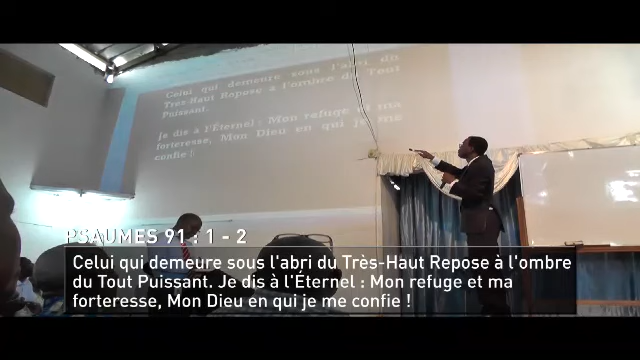 Celui qui demeure sous l'abri du
Très-Haut Repose à l'ombre du Tout
Puissant.
Je dis à l'Éternel : Mon refuge et ma
forteresse, Mon Dieu en qui je me
confie !
PSAUMES 91 : 1 - 2
Celui qui demeure sous l'abri du Très-Haut Repose à l'ombre
du Tout Puissant. Je dis à l'Éternel : Mon refuge et ma
forteresse, Mon Dieu en qui je me confie !